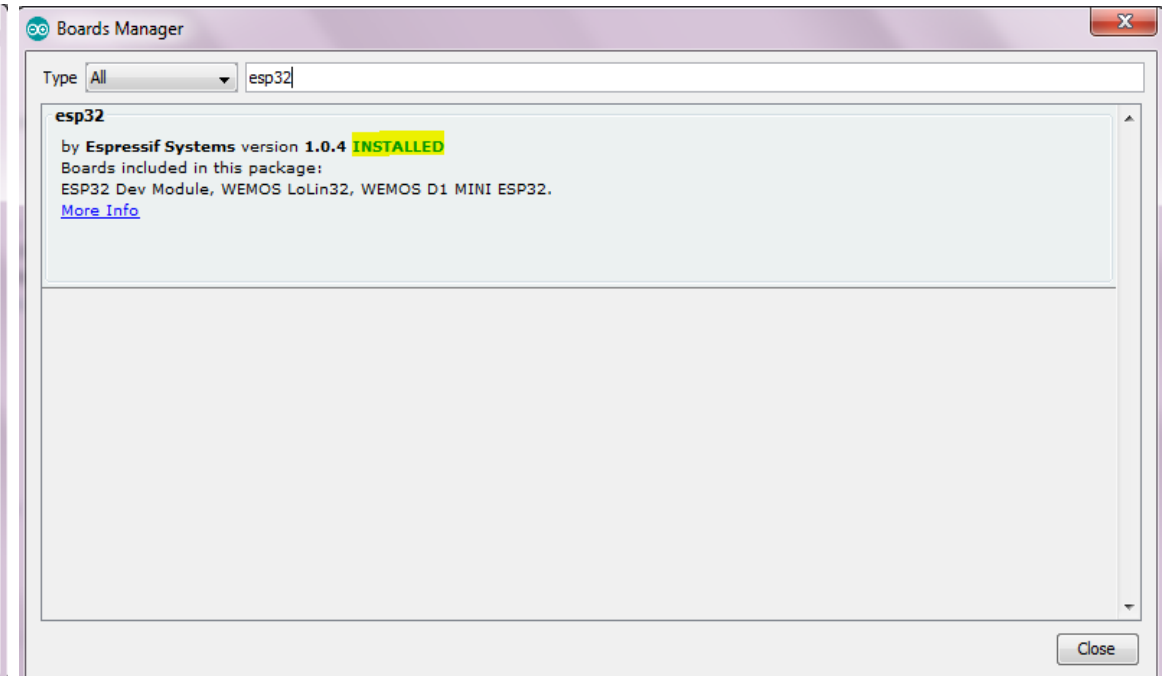 Boards Manager
Type All esp32
esp32
by Espressif Systems version 1.0.4 INSTALLED
Boards included in this package:
ESP32 Dev Module, WEMOS LoLin32, WEMOS D1 MINI ESP32.
More Info
Close